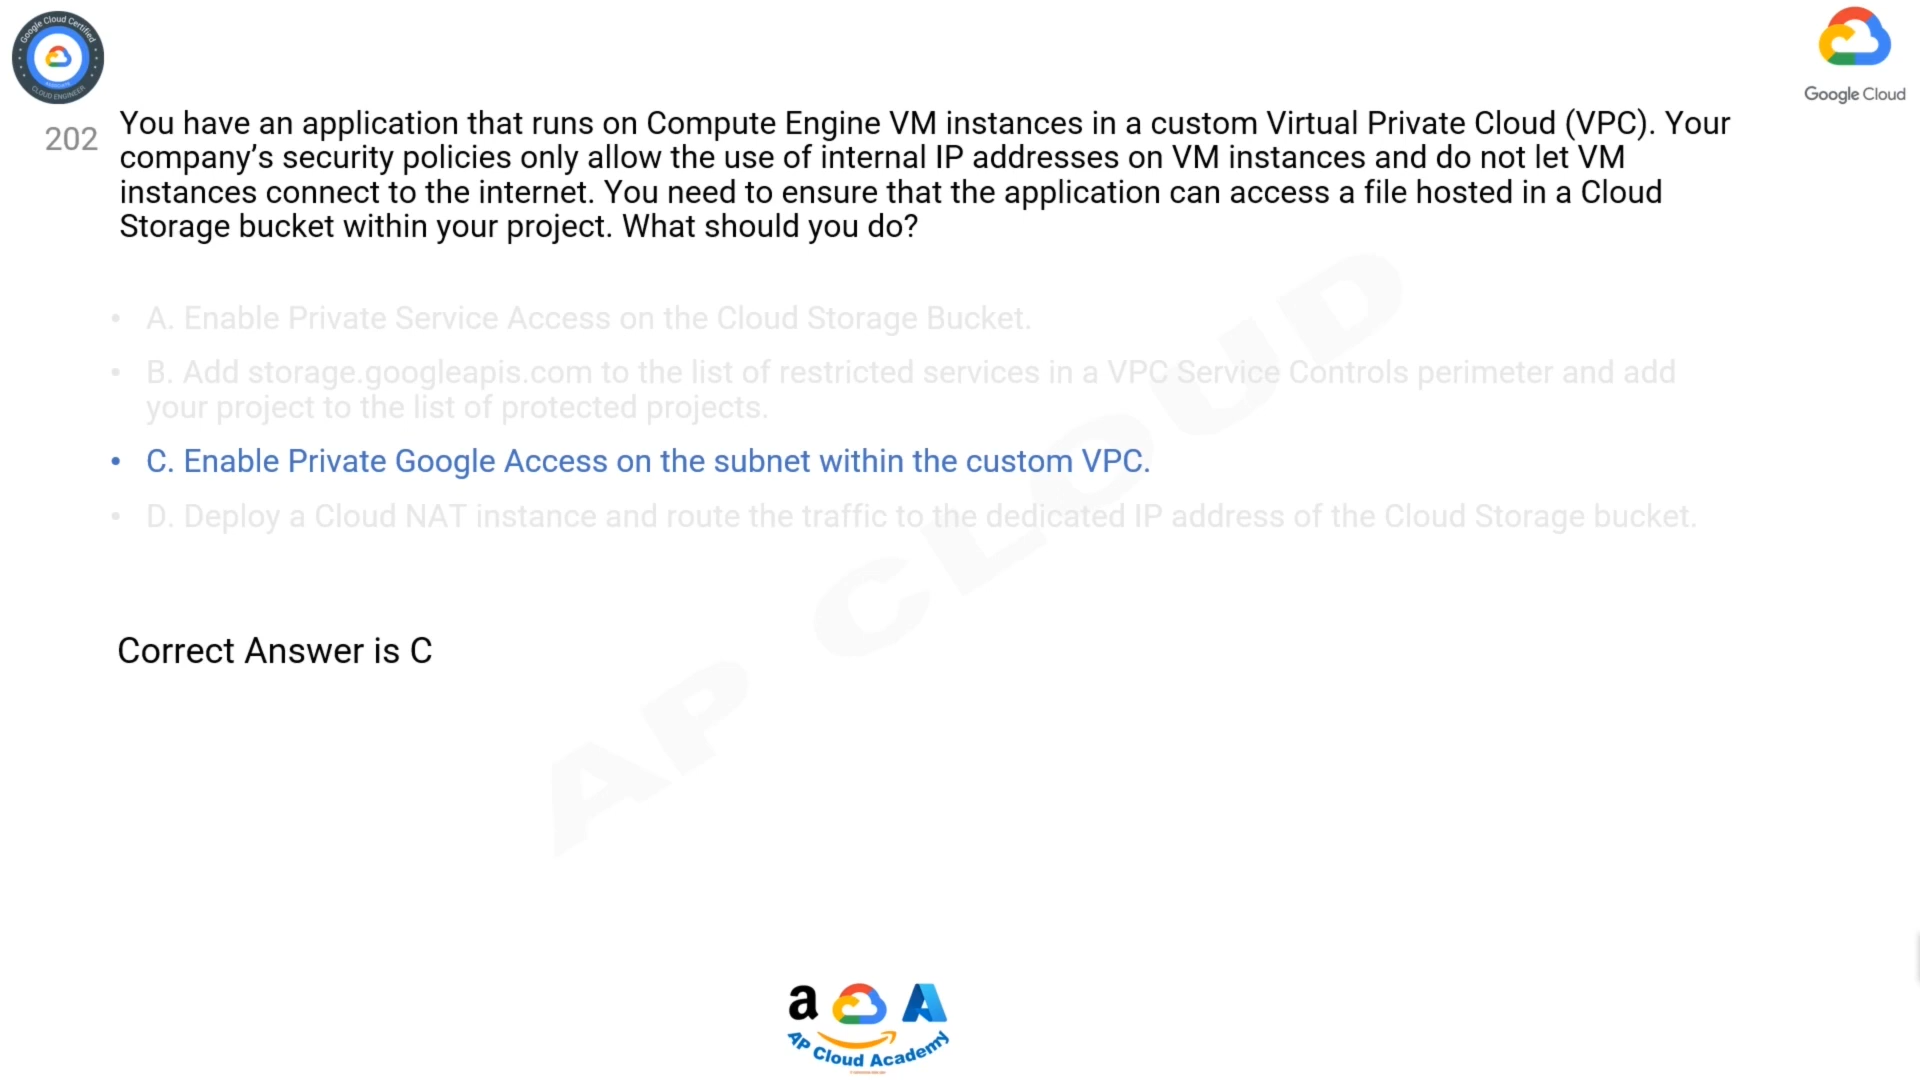 Google Cloud Certified
ASSOCIATE
CLOUD ENGINEER
Google Cloud
202
You have an application that runs on Compute Engine VM instances in a custom Virtual Private Cloud (VPC). Your
company’s security policies only allow the use of internal IP addresses on VM instances and do not let VM
instances connect to the internet. You need to ensure that the application can access a file hosted in a Cloud
Storage bucket within your project. What should you do?
• A. Enable Private Service Access on the Cloud Storage Bucket.
• B. Add storage.googleapis.com to the list of restricted services in a VPC Service Controls perimeter and add
your project to the list of protected projects.
• C. Enable Private Google Access on the subnet within the custom VPC.
• D. Deploy a Cloud NAT instance and route the traffic to the dedicated IP address of the Cloud Storage bucket.
AP CLOUD
Correct Answer is C
a
AP Cloud Academy